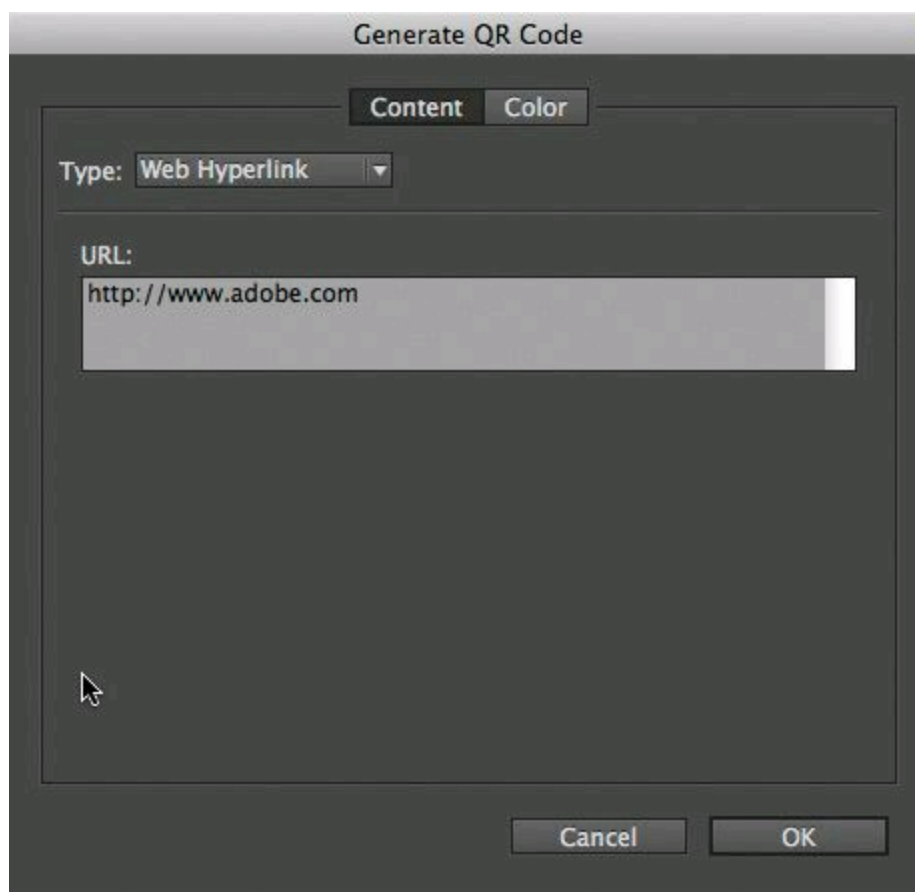 Generate QR Code
Content Color
Type: Web Hyperlink
URL:
http://www.adobe.com
Cancel OK